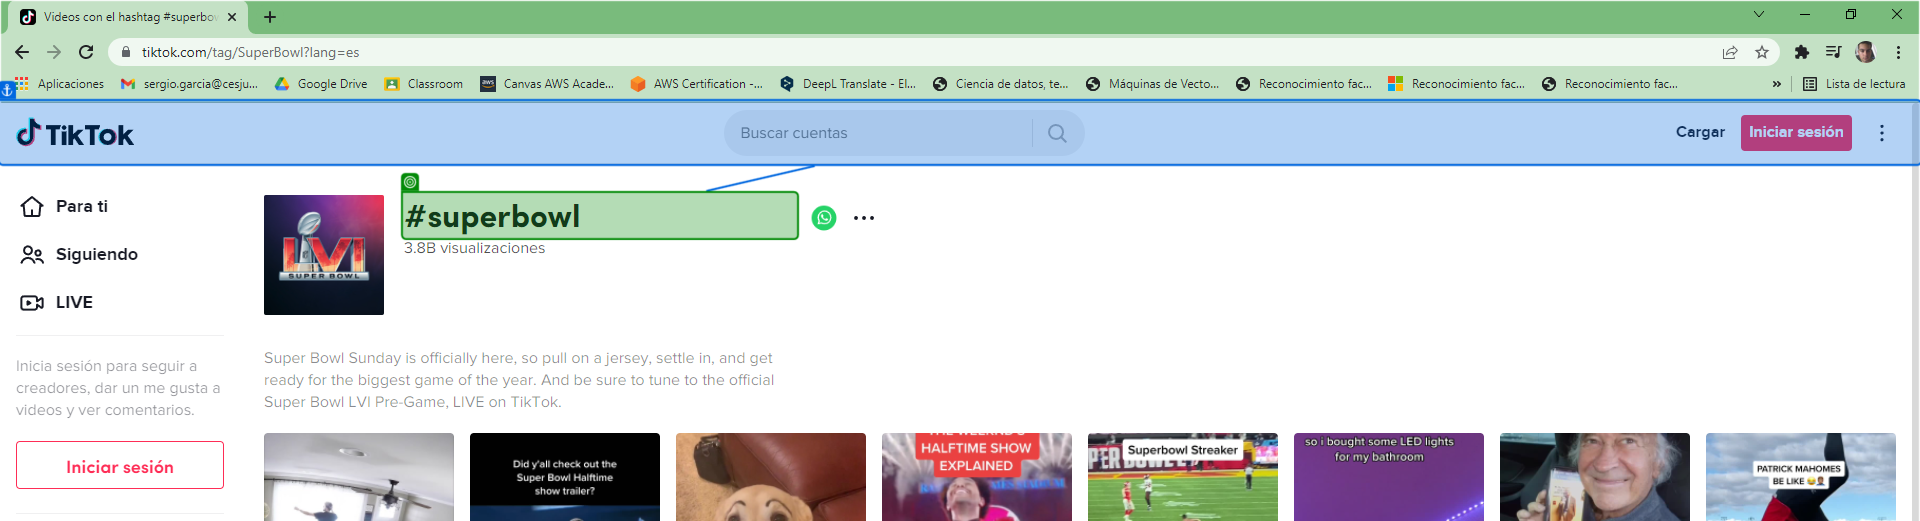 Videos con el hashtag #superbow
tiktok.com/tag/SuperBowl?lang=es
Aplicaciones sergio.garcia@cesju... Google Drive Classroom Canvas AWS Acade... AWS Certification -... DeepL Translate - El... Ciencia de datos, te... Máquinas de Vecto... Reconocimiento fac... Reconocimiento fac... Reconocimiento fac... » Lista de lectura
TikTok Buscar cuentas Cargar Iniciar sesión
Para ti
Siguiendo
LIVE
Inicia sesión para seguir a
creadores, dar un me gusta a
videos y ver comentarios.
Iniciar sesión
LVI
SUPER BOWL
#superbowl
3.8B visualizaciones
Super Bowl Sunday is officially here, so pull on a jersey, settle in, and get
ready for the biggest game of the year. And be sure to tune to the official
Super Bowl LVI Pre-Game, LIVE on TikTok.
Did y'all check out the
Super Bowl Halftime
show trailer?
THE WEEKND'S
HALFTIME SHOW
EXPLAINED
Superbowl Streaker
so i bought some LED lights
for my bathroom
PATRICK MAHOMES
BE LIKE